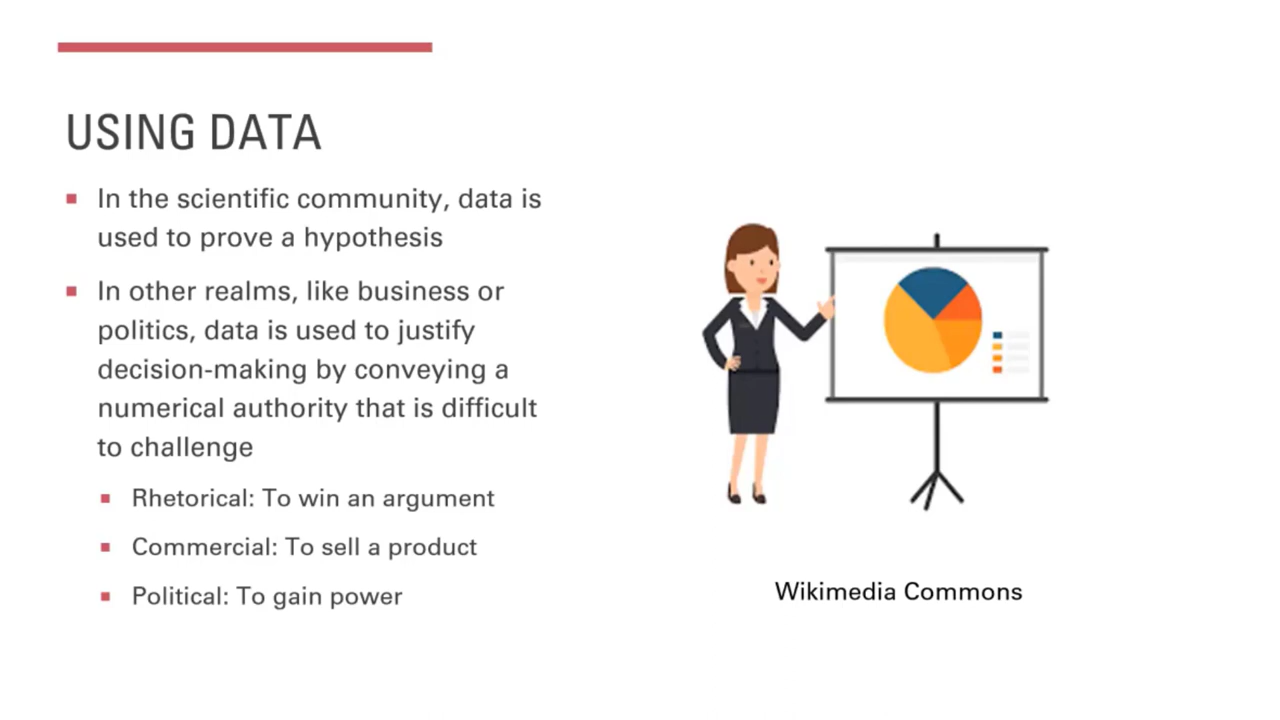 USING DATA
In the scientific community, data is
used to prove a hypothesis
In other realms, like business or
politics, data is used to justify
decision-making by conveying a
numerical authority that is difficult
to challenge
Rhetorical: To win an argument
Commercial: To sell a product
Political: To gain power
Wikimedia Commons